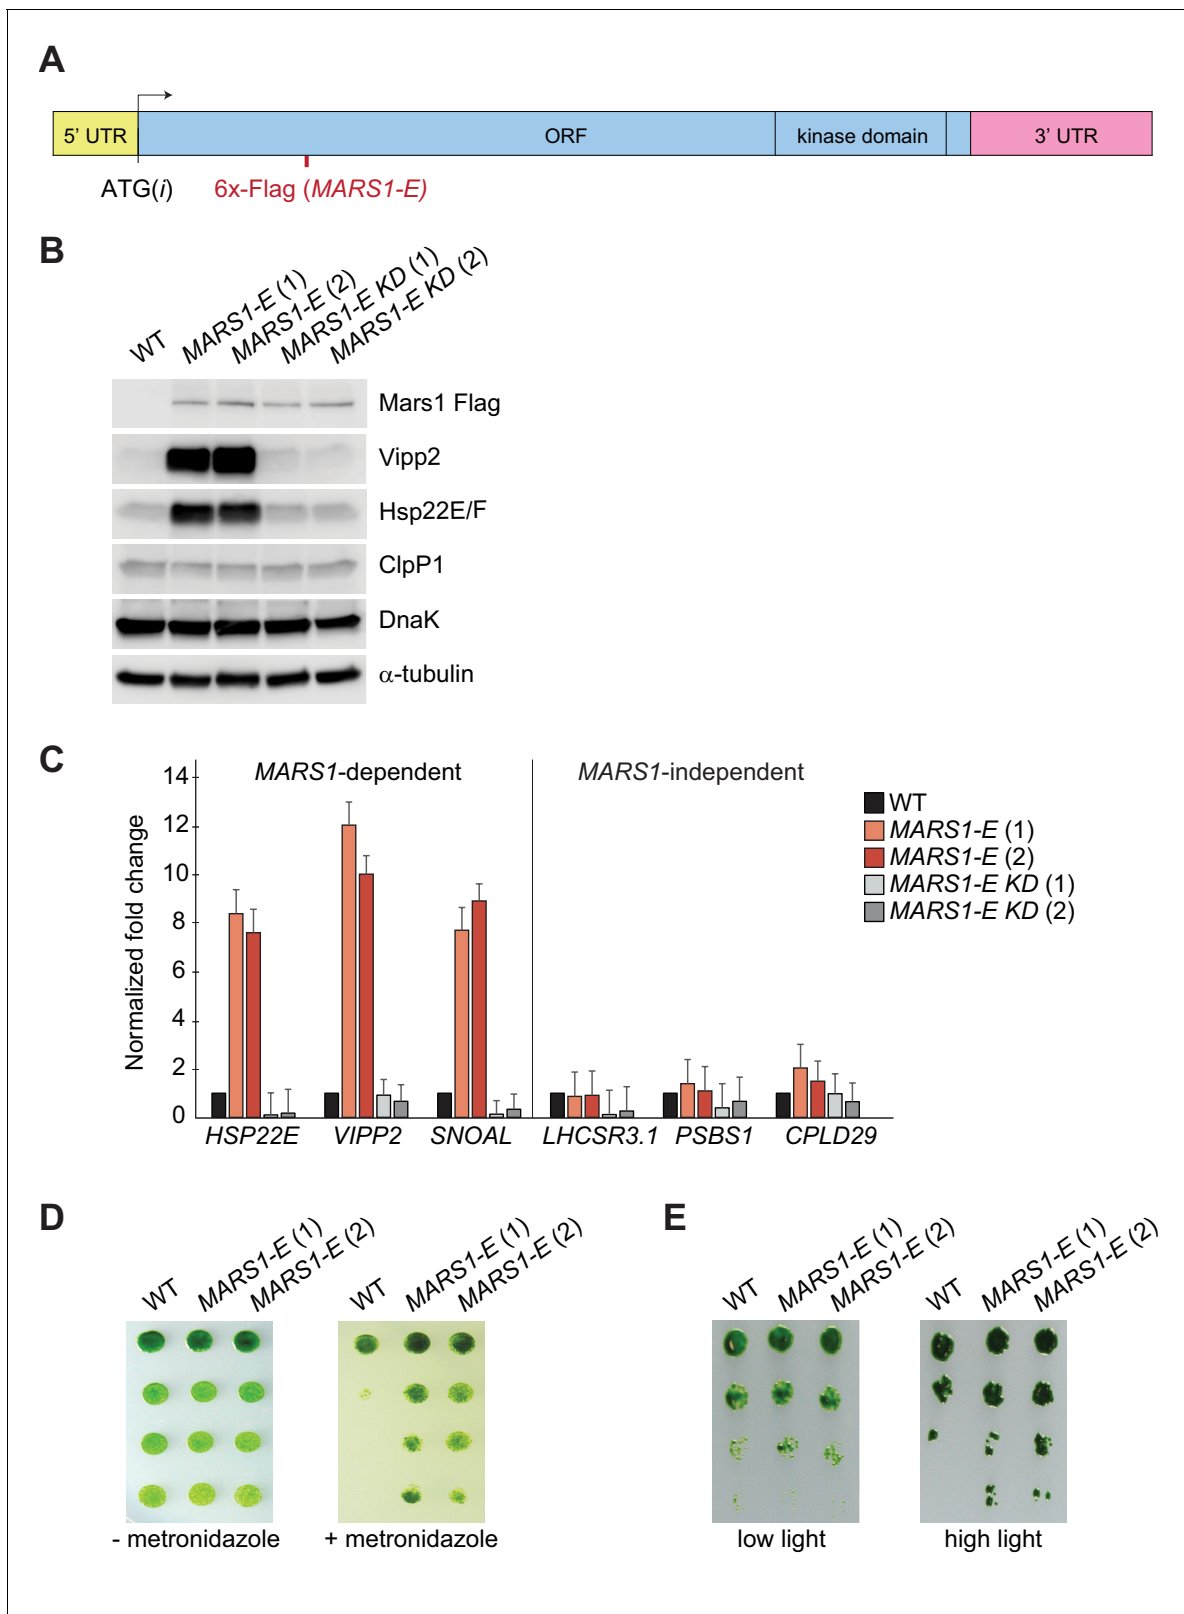 A
5' UTR
ORF
kinase domain
3' UTR
ATG(i)
6x-Flag (MARS1-E)
B
WT
MARS1-E (1)
MARS1-E (2)
MARS1-E KD (1)
MARS1-E KD (2)
Mars1 Flag
Vipp2
Hsp22E/F
ClpP1
DnaK
α-tubulin
C
Normalized fold change
14
12
10
8
6
4
2
0
MARS1-dependent
MARS1-independent
WT
MARS1-E (1)
MARS1-E (2)
MARS1-E KD (1)
MARS1-E KD (2)
HSP22E
VIPP2
SNOAL
LHCSR3.1
PSBS1
CPLD29
D
WT
MARS1-E (1)
MARS1-E (2)
WT
MARS1-E (1)
MARS1-E (2)
- metronidazole
+ metronidazole
E
WT
MARS1-E (1)
MARS1-E (2)
WT
MARS1-E (1)
MARS1-E (2)
low light
high light